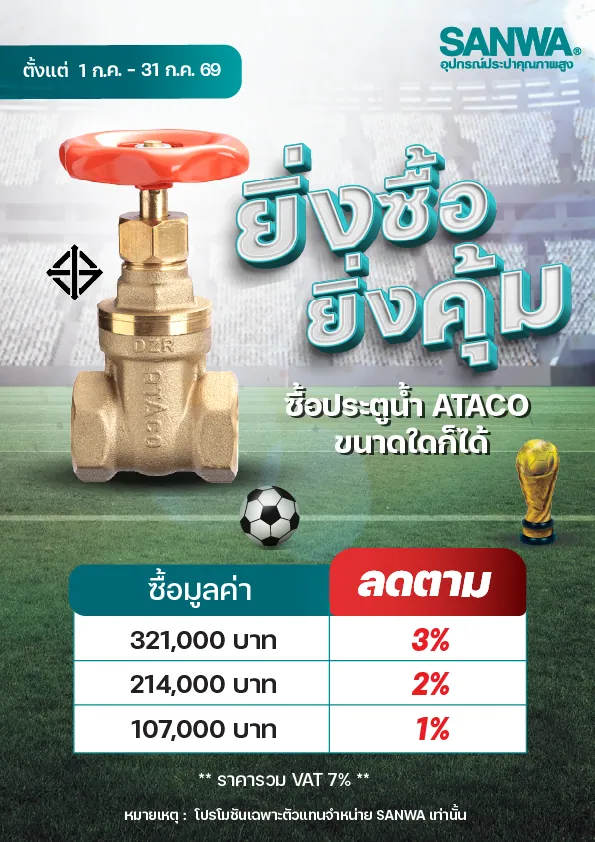 SANWA®
อุปกรณ์ประปาคุณภาพสูง
ตั้งแต่ 1 ก.ค. - 31 ก.ค. 69
ยิ่งซื้อ
ยิ่งคุ้ม
DZR
ATACO
ซื้อประตูน้ำ ATACO
ขนาดใดก็ได้
ซื้อมูลค่า ลดตาม
321,000 บาท 3%
214,000 บาท 2%
107,000 บาท 1%
** ราคารวม VAT 7% **
หมายเหตุ : โปรโมชันเฉพาะตัวแทนจำหน่าย SANWA เท่านั้น